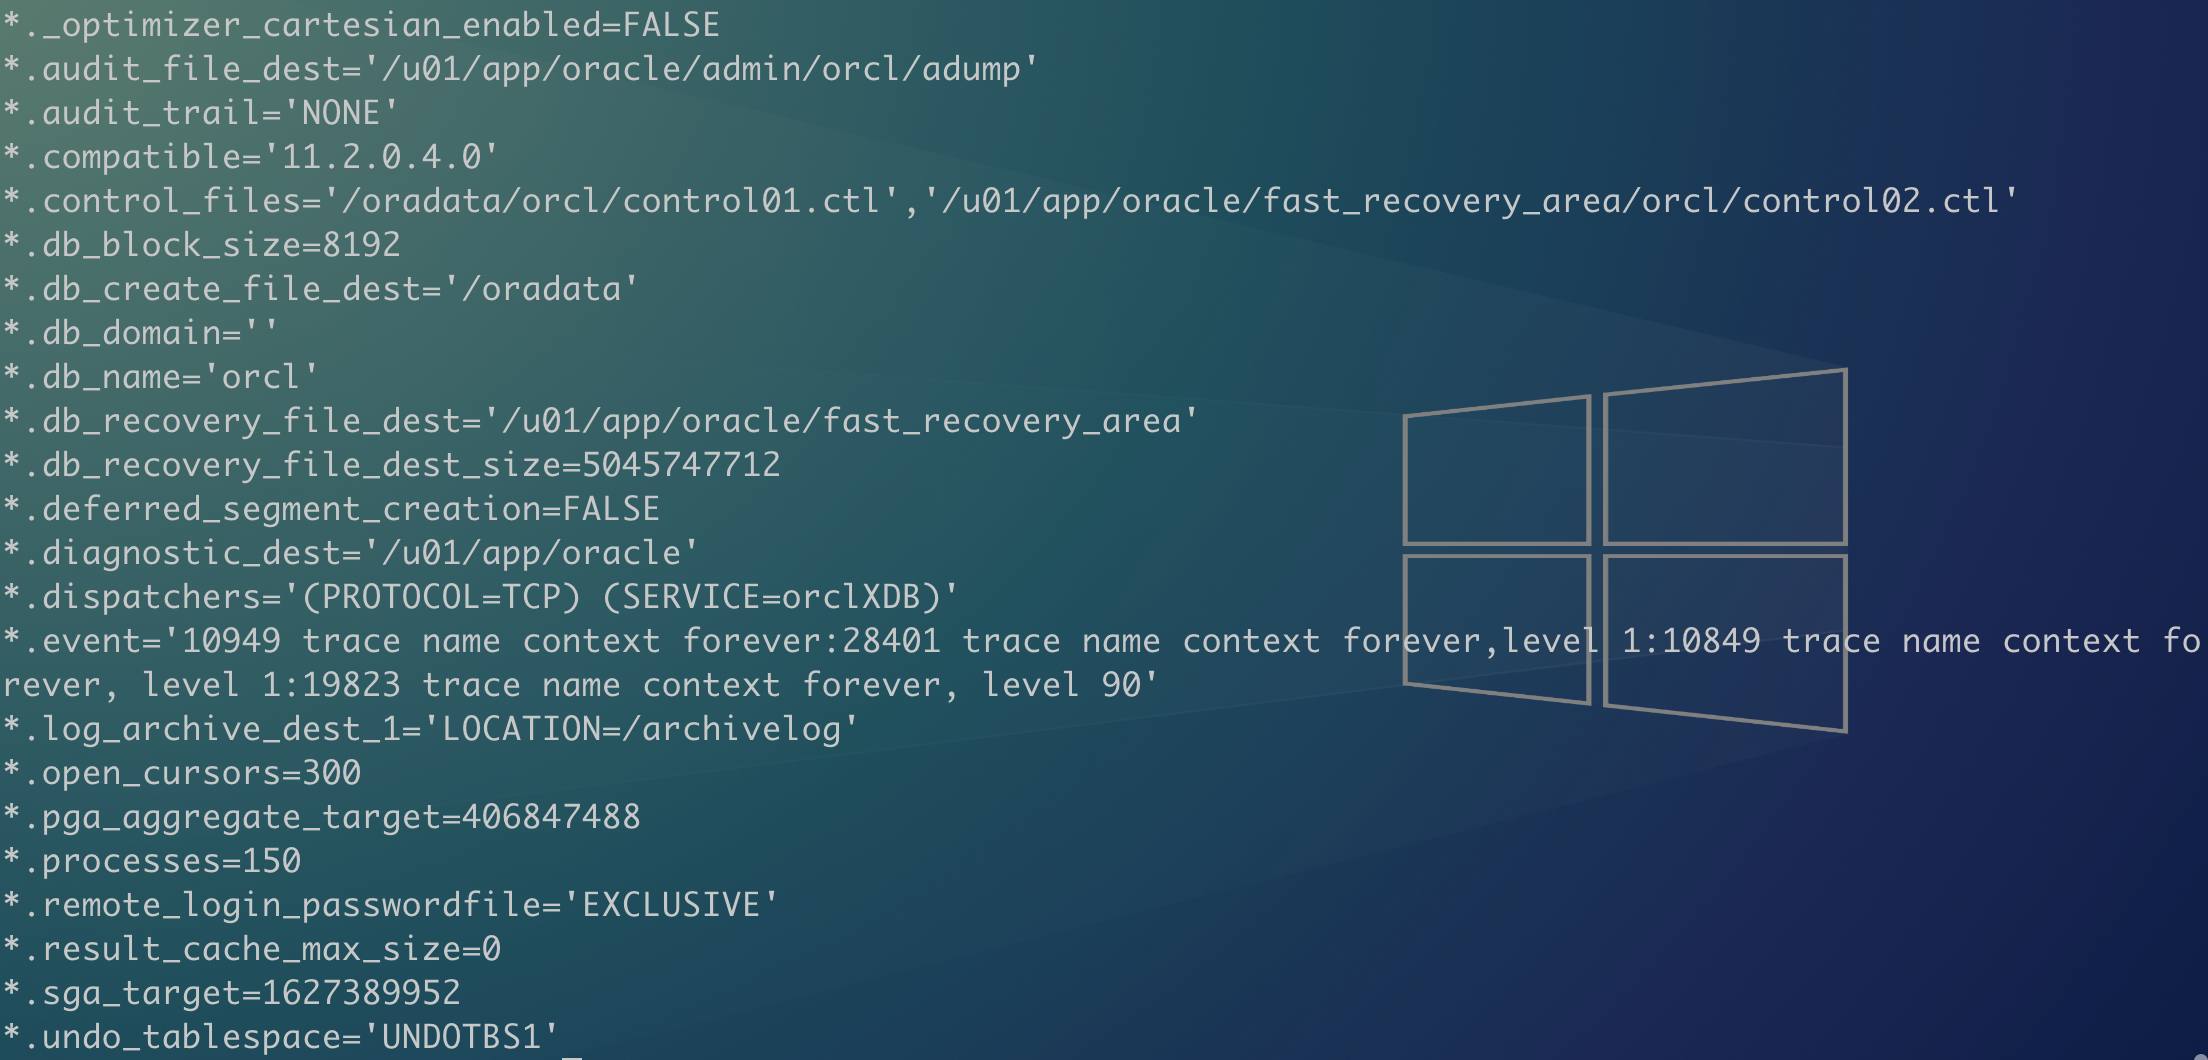 *._optimizer_cartesian_enabled=FALSE
*.audit_file_dest='/u01/app/oracle/admin/orcl/adump'
*.audit_trail='NONE'
*.compatible='11.2.0.4.0'
*.control_files='/oradata/orcl/control01.ctl','/u01/app/oracle/fast_recovery_area/orcl/control02.ctl'
*.db_block_size=8192
*.db_create_file_dest='/oradata'
*.db_domain=''
*.db_name='orcl'
*.db_recovery_file_dest='/u01/app/oracle/fast_recovery_area'
*.db_recovery_file_dest_size=5045747712
*.deferred_segment_creation=FALSE
*.diagnostic_dest='/u01/app/oracle'
*.dispatchers='(PROTOCOL=TCP) (SERVICE=orclXDB)'
*.event='10949 trace name context forever:28401 trace name context forever,level 1:10849 trace name context fo
rever, level 1:19823 trace name context forever, level 90'
*.log_archive_dest_1='LOCATION=/archivelog'
*.open_cursors=300
*.pga_aggregate_target=406847488
*.processes=150
*.remote_login_passwordfile='EXCLUSIVE'
*.result_cache_max_size=0
*.sga_target=1627389952
*.undo_tablespace='UNDOTBS1'